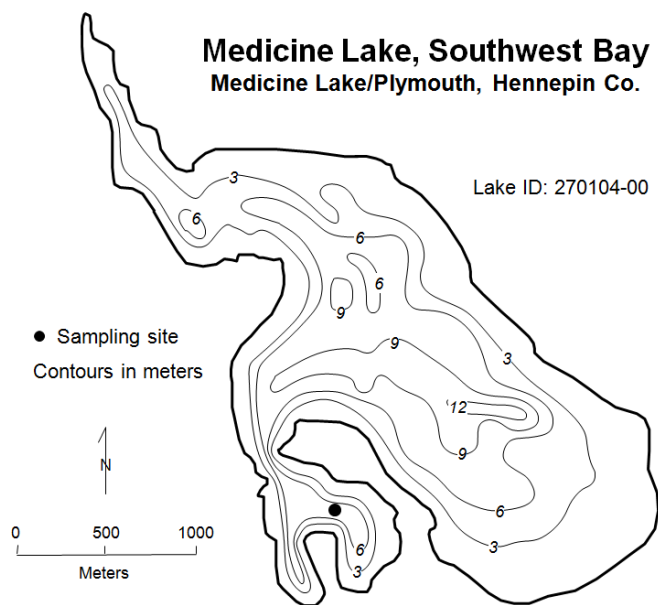 Medicine Lake, Southwest Bay
Medicine Lake/Plymouth, Hennepin Co.
3
Lake ID: 270104-00
6
6
6
9
Sampling site
9
3
Contours in meters
12
N
9
6
0 500 1000
3
6
Meters
3